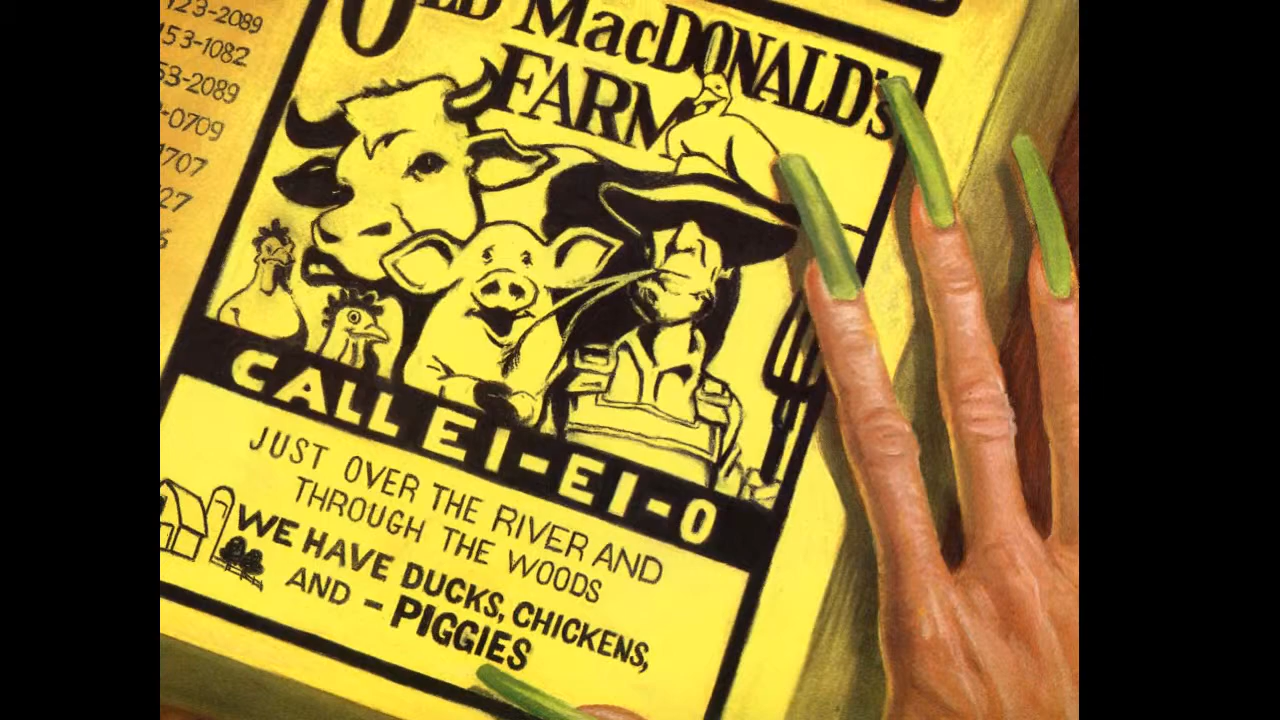 123-2089
153-1082
53-2089
-0709
1707
27
6
OLD MacDONALD'S
FARM
CALL EI-EI-O
JUST OVER THE RIVER AND
THROUGH THE WOODS
WE HAVE DUCKS, CHICKENS,
AND - PIGGIES